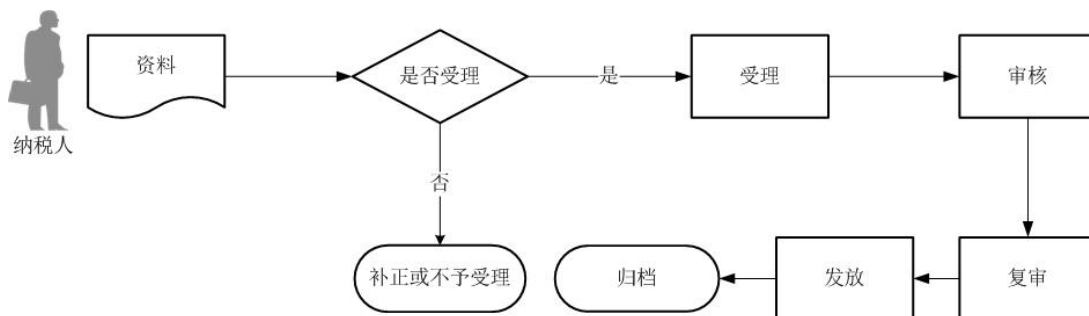 资料
纳税人
是否受理
是
受理
审核
否
补正或不予受理
归档
发放
复审